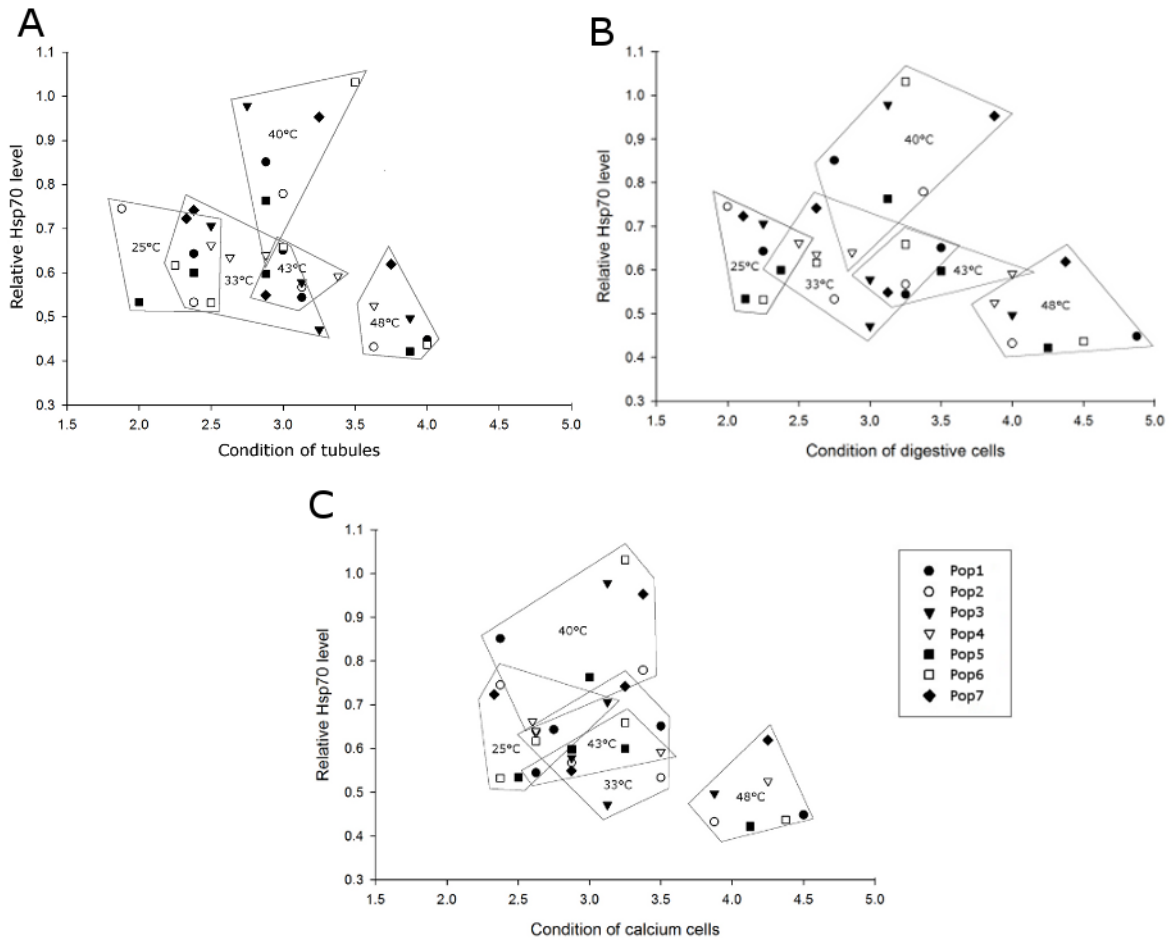 A
1.1
1.0
0.9
0.8
0.7
0.6
0.5
0.4
0.3
Relative Hsp70 level
40°C
25°C
33°C
43°C
48°C
1.5 2.0 2.5 3.0 3.5 4.0 4.5 5.0
Condition of tubules
B
1.1
1.0
0.9
0.8
0.7
0.6
0.5
0.4
0.3
Relative Hsp70 level
40°C
25°C
33°C
43°C
48°C
1.5 2.0 2.5 3.0 3.5 4.0 4.5 5.0
Condition of digestive cells
C
1.1
1.0
0.9
0.8
0.7
0.6
0.5
0.4
0.3
Relative Hsp70 level
40°C
25°C
43°C
33°C
48°C
1.5 2.0 2.5 3.0 3.5 4.0 4.5 5.0
Condition of calcium cells
Pop1
Pop2
Pop3
Pop4
Pop5
Pop6
Pop7